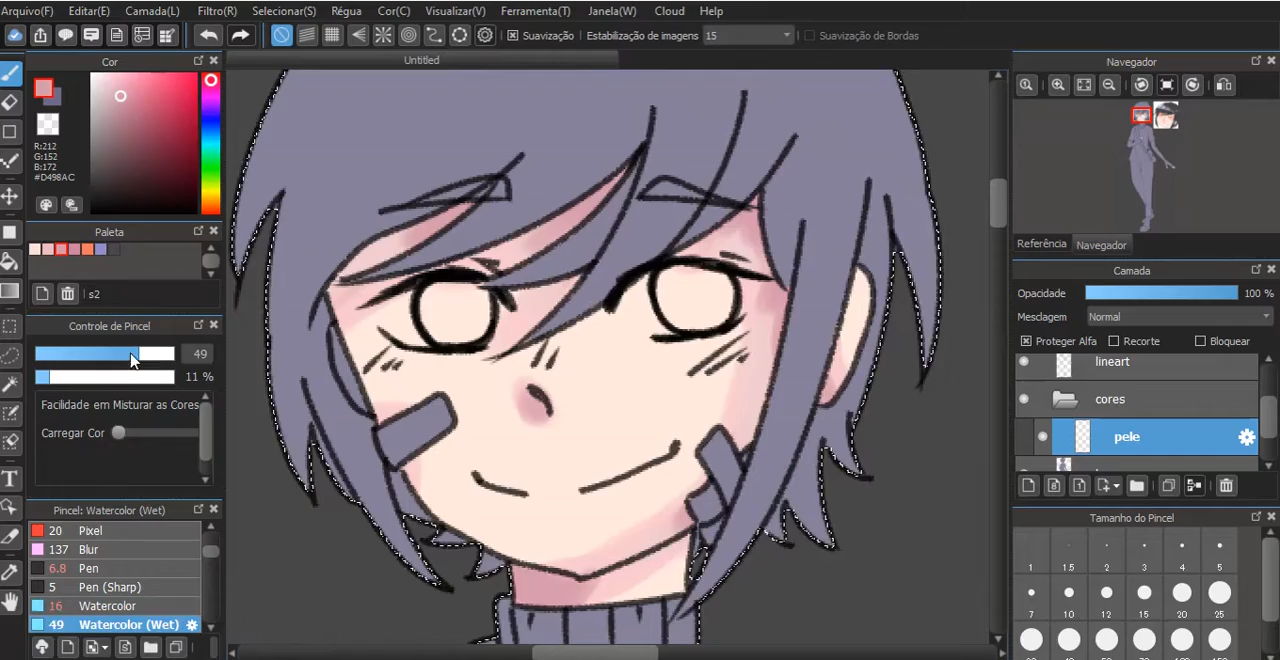 Arquivo(F) Editar(E) Camada(L) Filtro(R) Selecionar(S) Régua Cor(C) Visualizar(V) Ferramenta(T) Janela(W) Cloud Help
Suavização Estabilização de imagens 15 Suavização de Bordas
Cor
Untitled
Navegador
R:212
G:152
B:172
#D498AC
Paleta
s2
Referência Navegador
Camada
Opacidade 100 %
Mesclagem Normal
Proteger Alfa Recorte Bloquear
lineart
cores
pele
Controle de Pincel
49
11 %
Facilidade em Misturar as Cores
Carregar Cor
Pincel: Watercolor (Wet)
20 Pixel
137 Blur
6.8 Pen
5 Pen (Sharp)
16 Watercolor
49 Watercolor (Wet)
Tamanho do Pincel
1 1.5 2 3 4 5
7 10 12 15 20 25